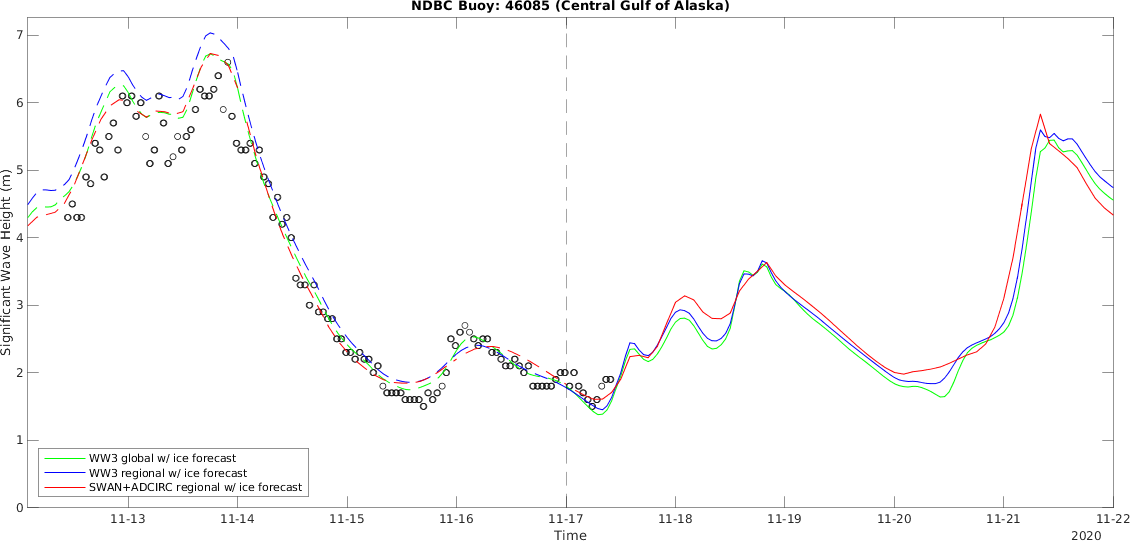 NDBC Buoy: 46085 (Central Gulf of Alaska)
7
6
5
4
3
2
1
0
Significant Wave Height (m)
WW3 global w/ ice forecast
WW3 regional w/ ice forecast
SWAN+ADCIRC regional w/ ice forecast
11-13 11-14 11-15 11-16 11-17 11-18 11-19 11-20 11-21 11-22
Time
2020